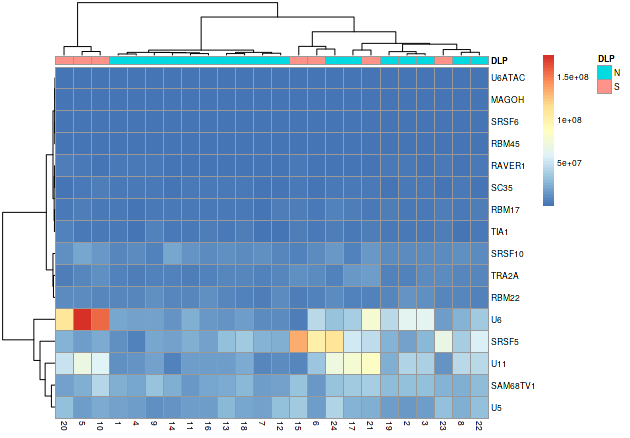 DLP
U6ATAC
MAGOH
SRSF6
RBM45
RAVER1
SC35
RBM17
TIA1
SRSF10
TRA2A
RBM22
U6
SRSF5
U11
SAM68TV1
U5
20 5 10 1 4 9 14 11 16 13 18 7 12 15 6 24 17 21 19 2 3 23 8 22
1.5e+08
1e+08
5e+07
DLP
N
S